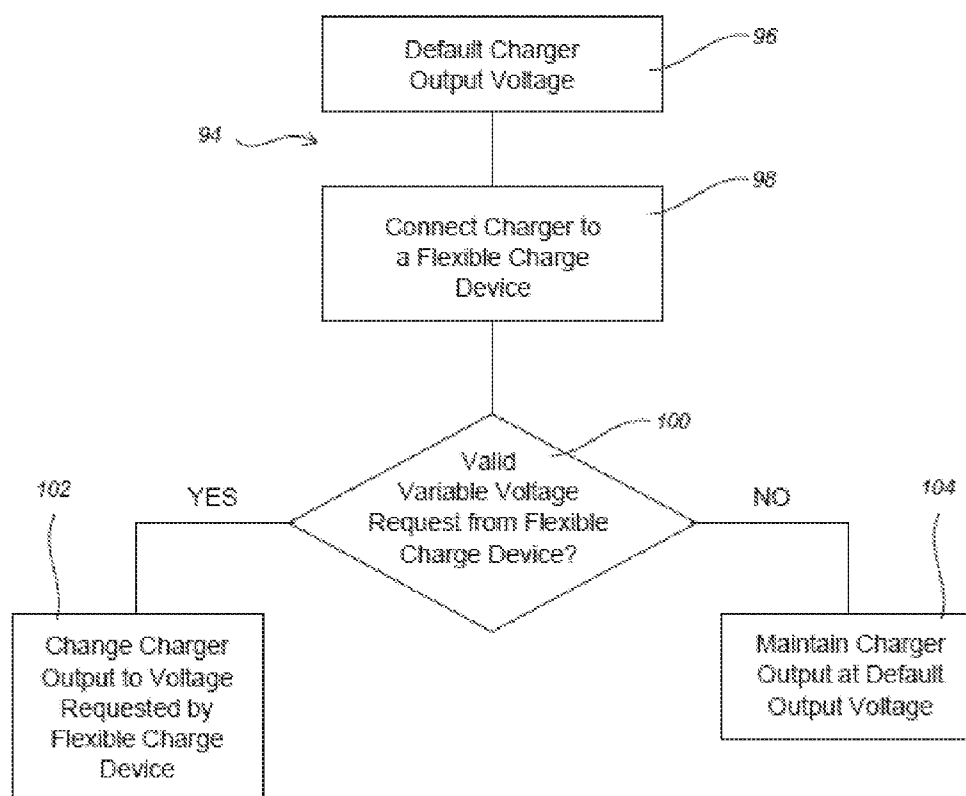 Default Charger
Output Voltage
96
94
Connect Charger to
a Flexible Charge
Device
98
Valid
Variable Voltage
Request from Flexible
Charge Device?
100
YES
NO
102
104
Change Charger
Output to Voltage
Requested by
Flexible Charge
Device
Maintain Charger
Output at Default
Output Voltage